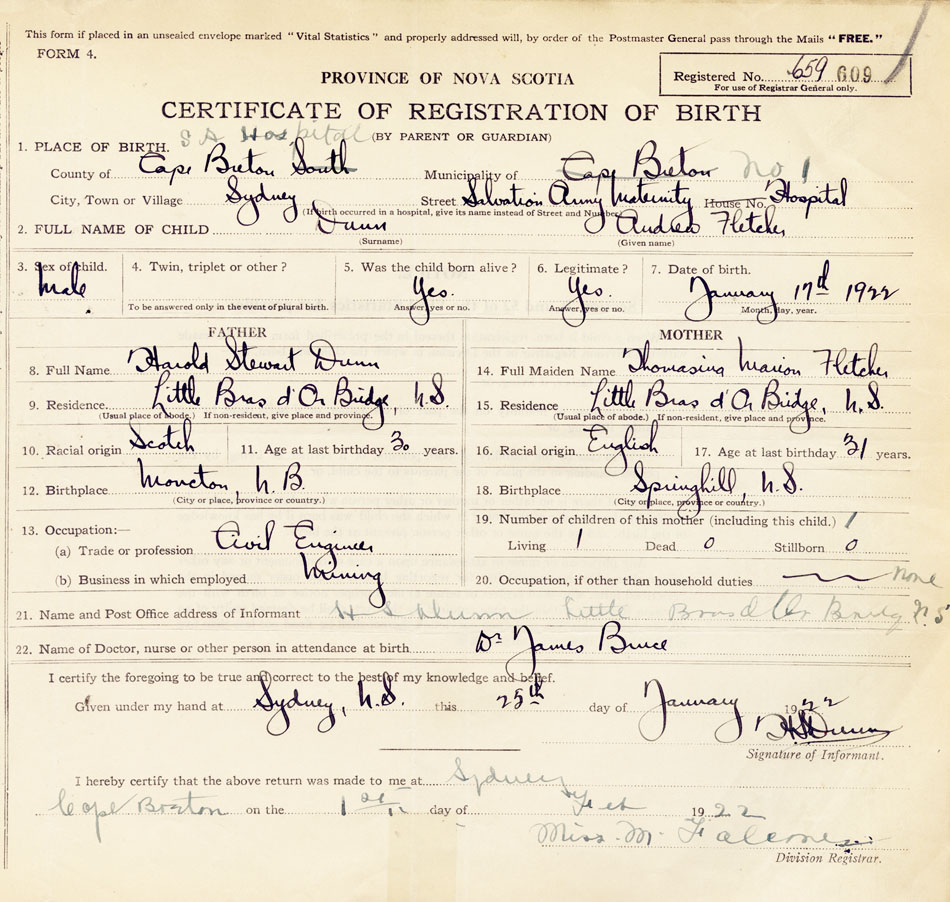 This form if placed in an unsealed envelope marked "Vital Statistics" and properly addressed will, by order of the Postmaster General pass through the Mails "FREE."
FORM 4.
Registered No. 659 609
For use of Registrar General only.
PROVINCE OF NOVA SCOTIA
CERTIFICATE OF REGISTRATION OF BIRTH
S A Hospital (BY PARENT OR GUARDIAN)
1. PLACE OF BIRTH.
County of Cape Breton South Municipality of Cape Breton No 1
City, Town or Village Sydney Street Salvation Army Maternity House No. Hospital
(If birth occurred in a hospital, give its name instead of Street and Number)
2. FULL NAME OF CHILD Dunn Andrew Fletcher
(Surname) (Given name)
3. Sex of child. 4. Twin, triplet or other? 5. Was the child born alive? 6. Legitimate? 7. Date of birth.
Male Yes. Yes. January 17th 1922
To be answered only in the event of plural birth. Answer, yes or no. Answer, yes or no. Month, day, year.
FATHER
8. Full Name Harold Stewart Dunn
9. Residence Little Bras d'Or Bridge, N.S.
(Usual place of abode.) If non-resident, give place and province.
10. Racial origin Scotch 11. Age at last birthday 30 years.
12. Birthplace Moncton, N.B.
(City or place, province or country.)
13. Occupation:—
(a) Trade or profession Civil Engineer
(b) Business in which employed Mining
MOTHER
14. Full Maiden Name Thomasina Marion Fletcher
15. Residence Little Bras d'Or Bridge, N.S.
(Usual place of abode.) If non-resident, give place and province.
16. Racial origin English 17. Age at last birthday 31 years.
18. Birthplace Springhill, N.S.
(City or place, province or country.)
19. Number of children of this mother (including this child.) 1
Living 1 Dead 0 Stillborn 0
20. Occupation, if other than household duties None
21. Name and Post Office address of Informant H S Dunn Little Bras d Or Bridg N S
22. Name of Doctor, nurse or other person in attendance at birth Dr James Bruce
I certify the foregoing to be true and correct to the best of my knowledge and belief.
Given under my hand at Sydney, N.S. this 25th day of January 1922
HSDunn
Signature of Informant.
I hereby certify that the above return was made to me at Sydney
Cape Breton on the 1st day of Feb 1922
Miss. M.
Division Registrar.